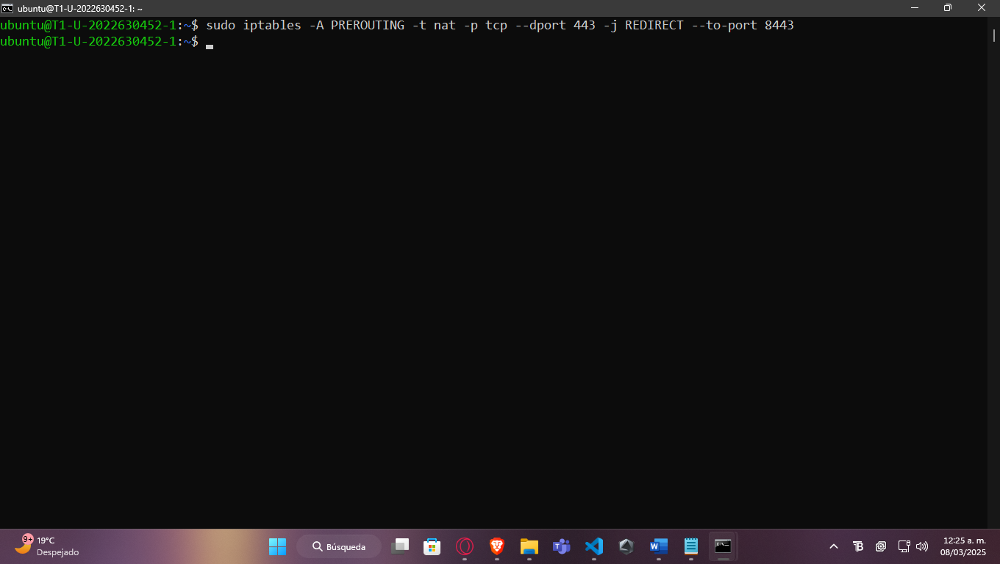 ubuntu@T1-U-2022630452-1: ~
ubuntu@T1-U-2022630452-1:~$ sudo iptables -A PREROUTING -t nat -p tcp --dport 443 -j REDIRECT --to-port 8443
ubuntu@T1-U-2022630452-1:~$
9+
19°C
Despejado
Búsqueda
12:25 a. m.
08/03/2025